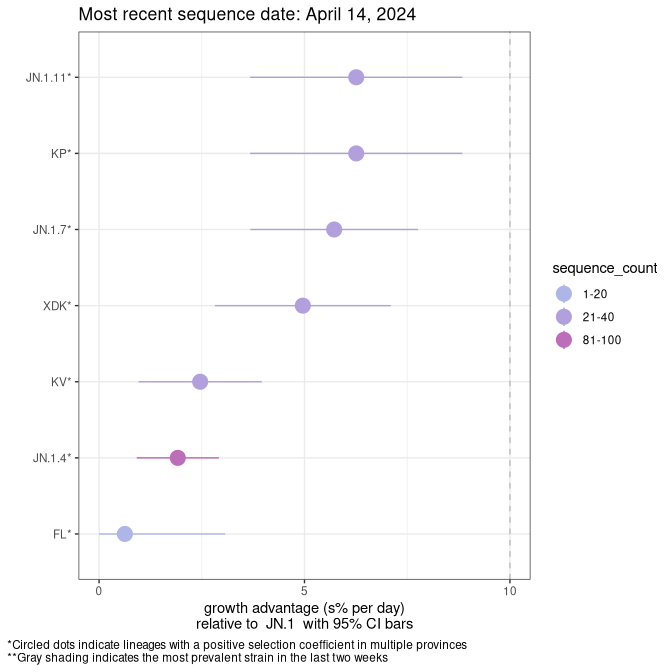 Most recent sequence date: April 14, 2024
JN.1.11*
KP*
JN.1.7*
XDK*
KV*
JN.1.4*
FL*
0 5 10
growth advantage (s% per day)
relative to JN.1 with 95% CI bars
sequence_count
1-20
21-40
81-100
*Circled dots indicate lineages with a positive selection coefficient in multiple provinces
**Gray shading indicates the most prevalent strain in the last two weeks